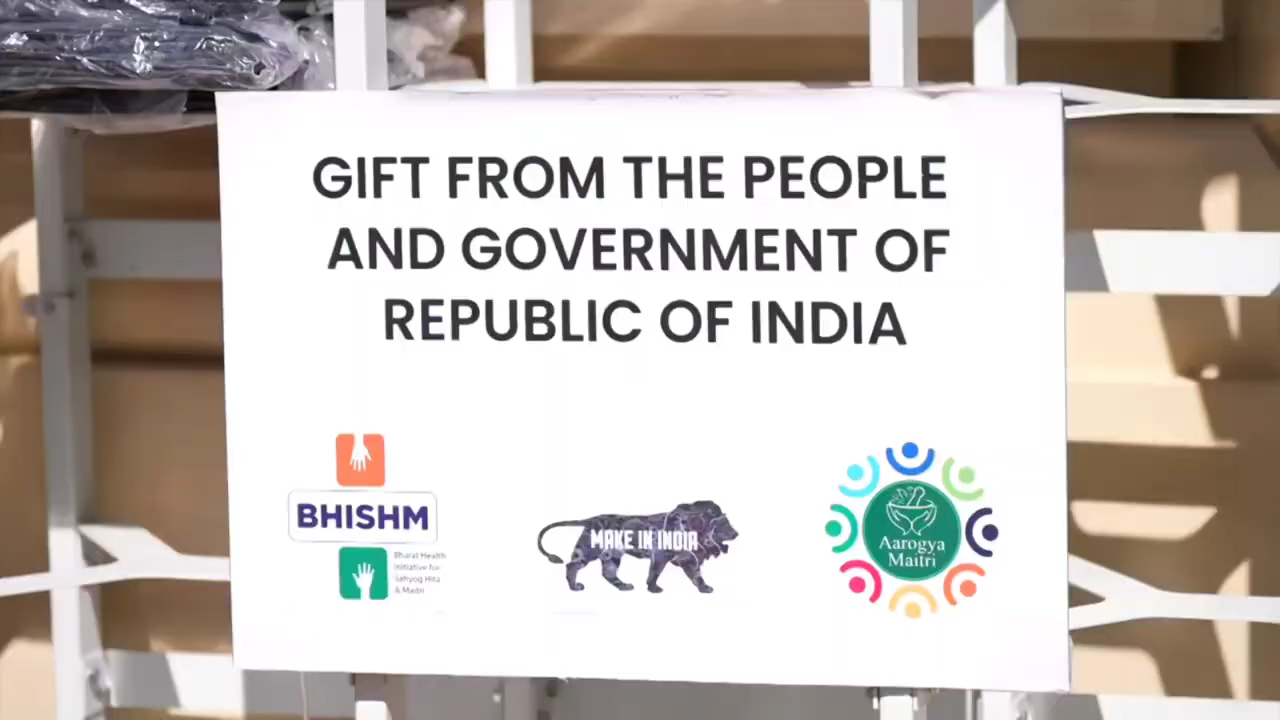 GIFT FROM THE PEOPLE
AND GOVERNMENT OF
REPUBLIC OF INDIA
BHISHM
Bharat Health
Initiative for
Sahyog Hita
& Maitri
MAKE IN INDIA
Aarogya
Maitri